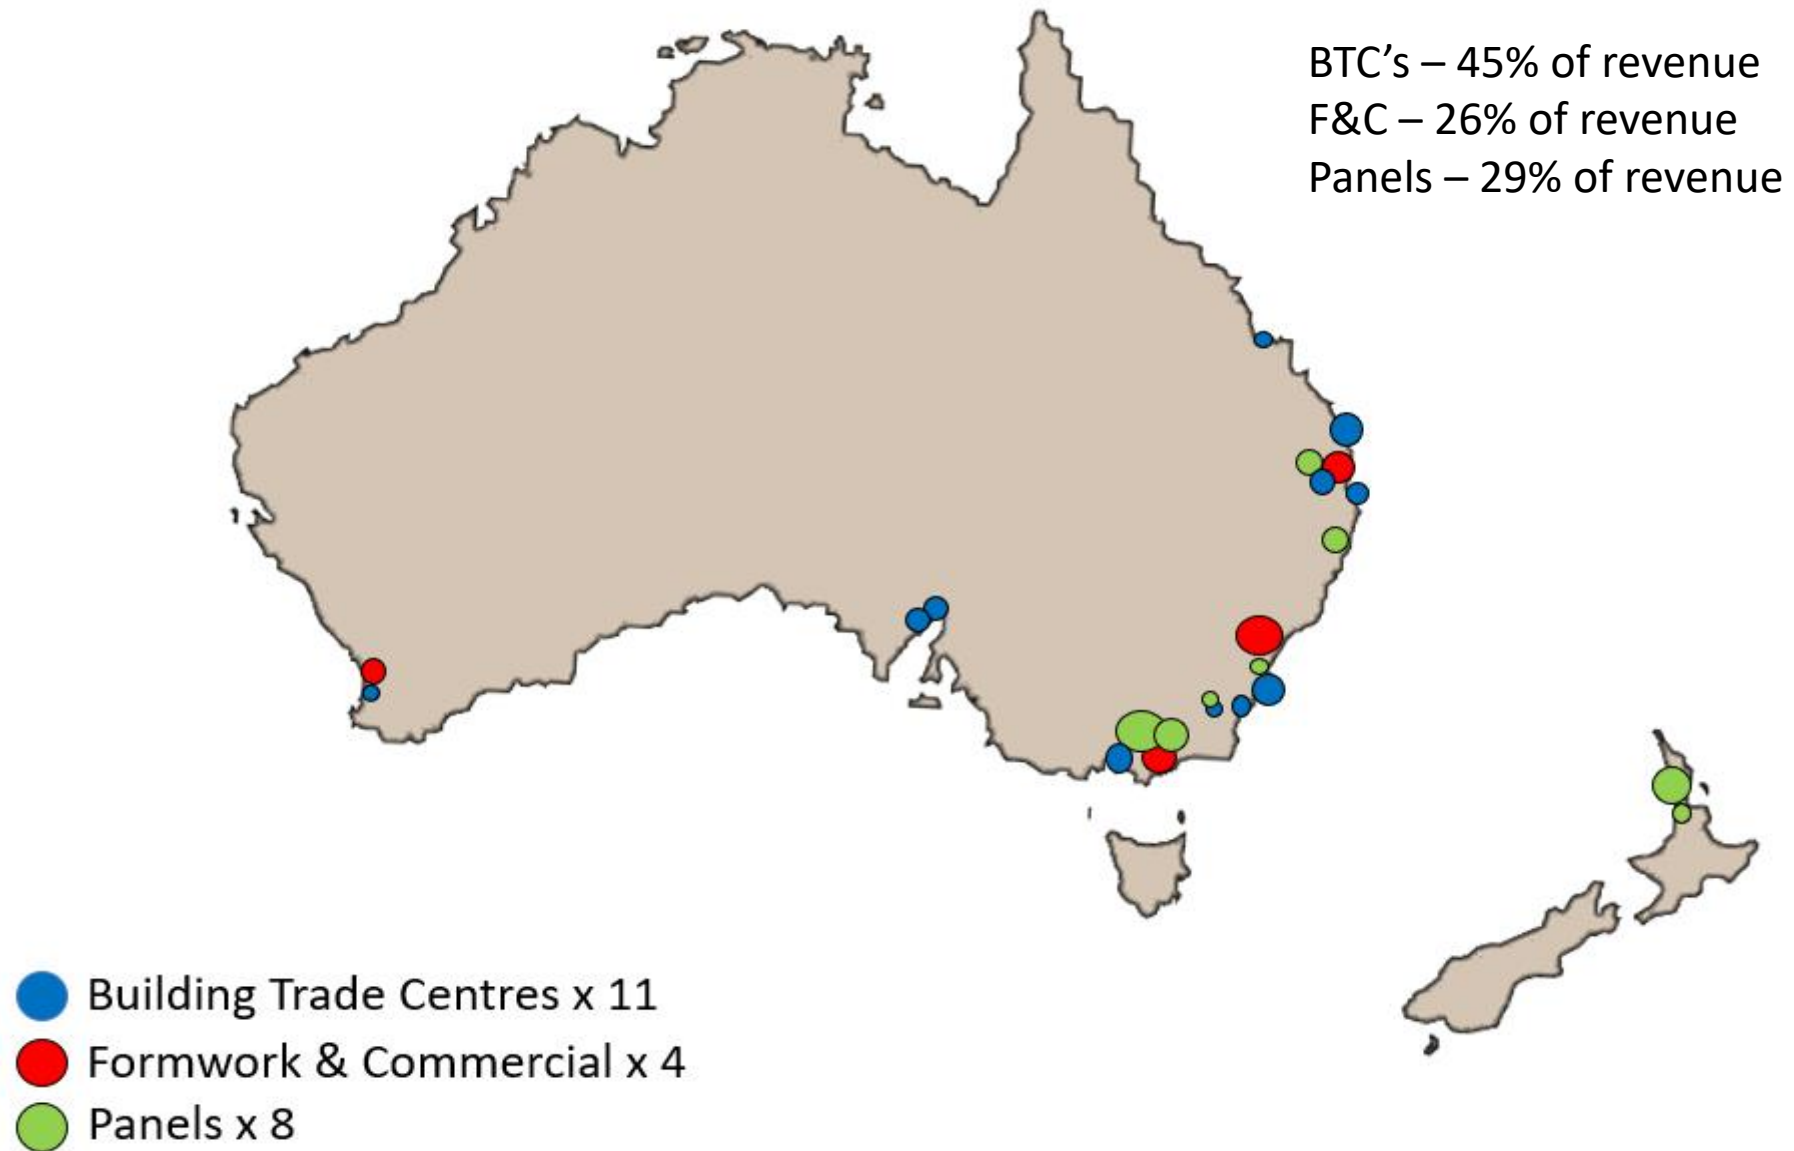 BTC’s – 45% of revenue
F&C – 26% of revenue
Panels – 29% of revenue
Building Trade Centres x 11
Formwork & Commercial x 4
Panels x 8